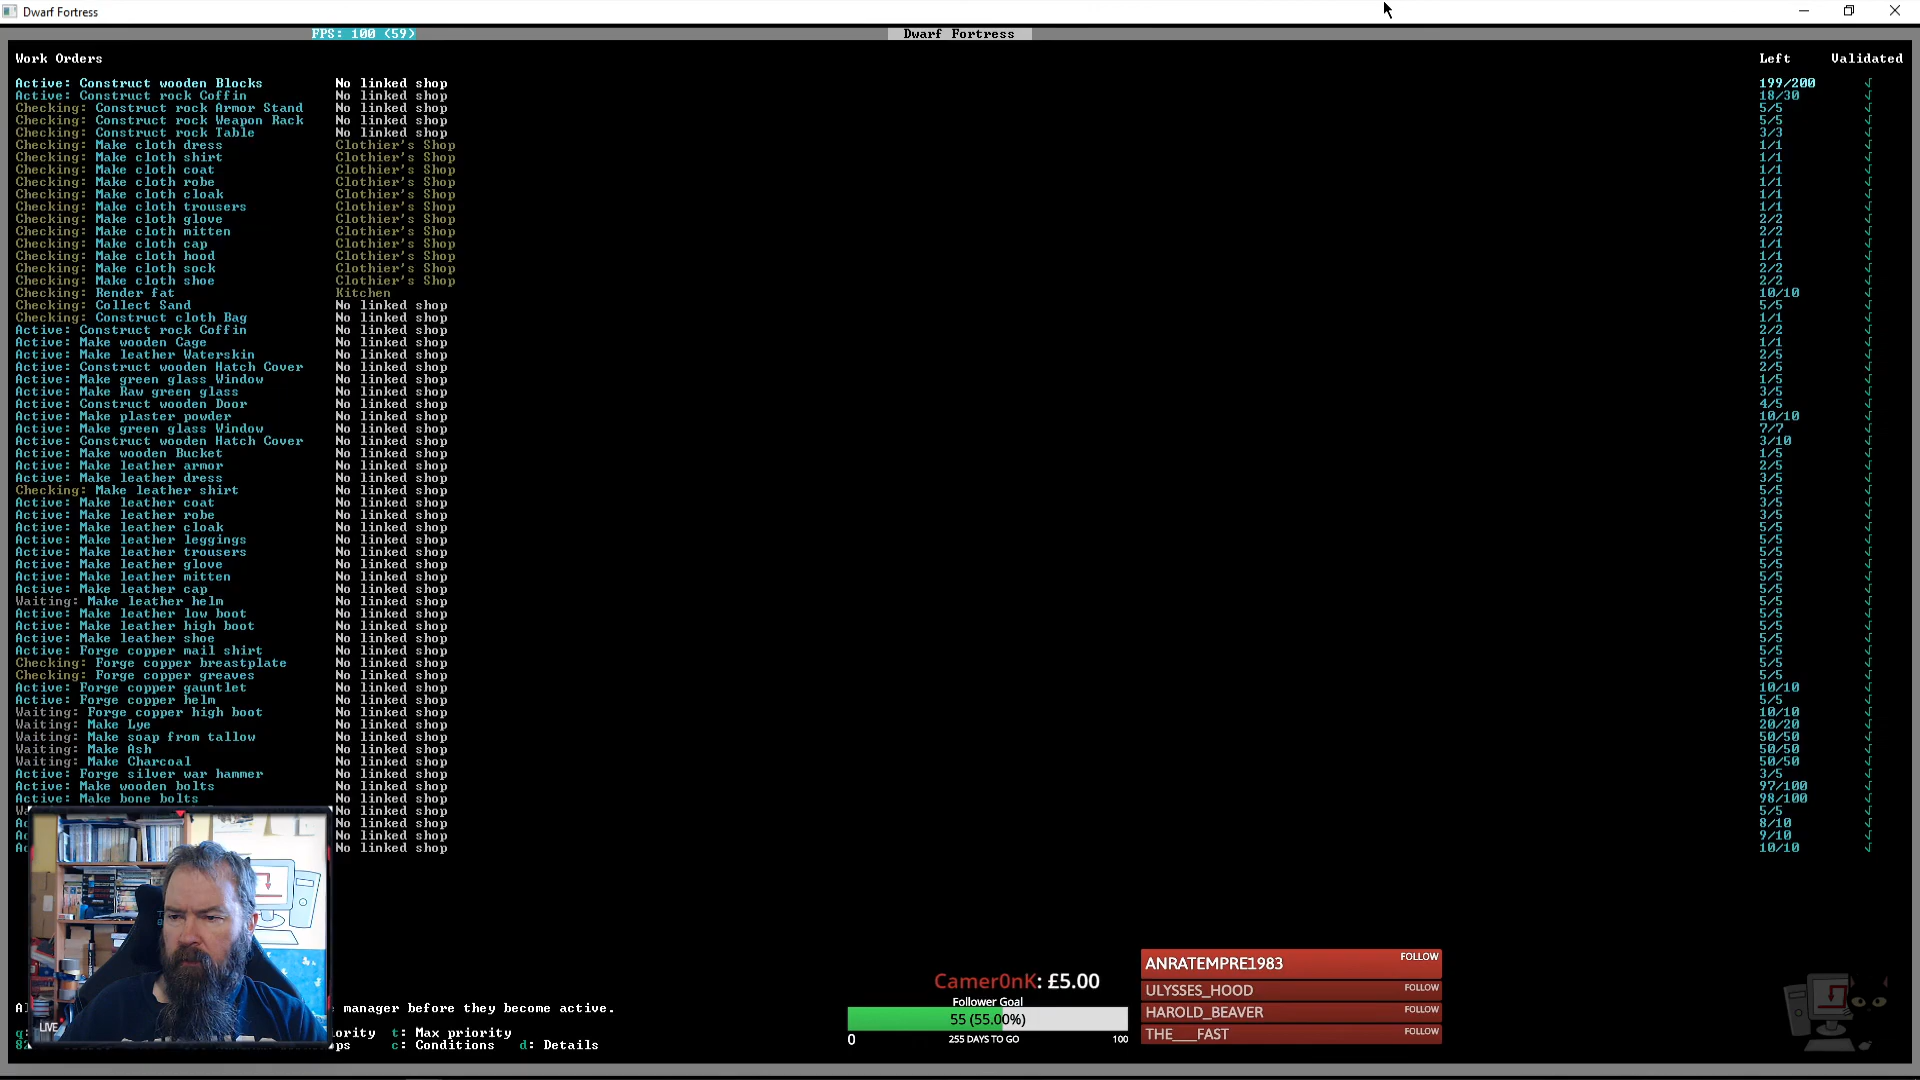 Dwarf Fortress
FPS: 100 (59)
Dwarf Fortress
Work Orders Left Validated
Active: Construct wooden Blocks No linked shop 199/200 √
Active: Construct rock Coffin No linked shop 18/30 √
Checking: Construct rock Armor Stand No linked shop 5/5 √
Checking: Construct rock Weapon Rack No linked shop 5/5 √
Checking: Construct rock Table No linked shop 3/3 √
Checking: Make cloth dress Clothier's Shop 1/1 √
Checking: Make cloth shirt Clothier's Shop 1/1 √
Checking: Make cloth coat Clothier's Shop 1/1 √
Checking: Make cloth robe Clothier's Shop 1/1 √
Checking: Make cloth cloak Clothier's Shop 1/1 √
Checking: Make cloth trousers Clothier's Shop 1/1 √
Checking: Make cloth glove Clothier's Shop 2/2 √
Checking: Make cloth mitten Clothier's Shop 2/2 √
Checking: Make cloth cap Clothier's Shop 1/1 √
Checking: Make cloth hood Clothier's Shop 1/1 √
Checking: Make cloth sock Clothier's Shop 2/2 √
Checking: Make cloth shoe Clothier's Shop 2/2 √
Checking: Render fat Kitchen 10/10 √
Checking: Collect Sand No linked shop 5/5 √
Checking: Construct cloth Bag No linked shop 1/1 √
Active: Construct rock Coffin No linked shop 2/2 √
Active: Make wooden Cage No linked shop 1/1 √
Active: Make leather Waterskin No linked shop 2/5 √
Active: Construct wooden Hatch Cover No linked shop 2/5 √
Active: Make green glass Window No linked shop 1/5 √
Active: Make Raw green glass No linked shop 3/5 √
Active: Construct wooden Door No linked shop 4/5 √
Active: Make plaster powder No linked shop 10/10 √
Active: Make green glass Window No linked shop 7/7 √
Active: Construct wooden Hatch Cover No linked shop 3/10 √
Active: Make wooden Bucket No linked shop 1/5 √
Active: Make leather armor No linked shop 2/5 √
Active: Make leather dress No linked shop 3/5 √
Checking: Make leather shirt No linked shop 5/5 √
Active: Make leather coat No linked shop 3/5 √
Active: Make leather robe No linked shop 3/5 √
Active: Make leather cloak No linked shop 5/5 √
Active: Make leather leggings No linked shop 5/5 √
Active: Make leather trousers No linked shop 5/5 √
Active: Make leather glove No linked shop 5/5 √
Active: Make leather mitten No linked shop 5/5 √
Active: Make leather cap No linked shop 5/5 √
Waiting: Make leather helm No linked shop 5/5 √
Active: Make leather low boot No linked shop 5/5 √
Active: Make leather high boot No linked shop 5/5 √
Active: Make leather shoe No linked shop 5/5 √
Active: Forge copper mail shirt No linked shop 5/5 √
Checking: Forge copper breastplate No linked shop 5/5 √
Checking: Forge copper greaves No linked shop 5/5 √
Active: Forge copper gauntlet No linked shop 10/10 √
Active: Forge copper helm No linked shop 5/5 √
Waiting: Forge copper high boot No linked shop 10/10 √
Waiting: Make Lye No linked shop 20/20 √
Waiting: Make soap from tallow No linked shop 50/50 √
Waiting: Make Ash No linked shop 50/50 √
Waiting: Make Charcoal No linked shop 50/50 √
Active: Forge silver war hammer No linked shop 3/5 √
Active: Make wooden bolts No linked shop 97/100 √
Active: Make bone bolts No linked shop 98/100 √
No linked shop 5/5 √
No linked shop 8/10 √
No linked shop 9/10 √
No linked shop 10/10 √
manager before they become active.
t: Max priority
c: Conditions d: Details
LIVE
Camer0nK: £5.00
Follower Goal
55 (55.00%)
0 255 DAYS TO GO 100
ANRATEMPRE1983 FOLLOW
ULYSSES_HOOD FOLLOW
HAROLD_BEAVER FOLLOW
THE___FAST FOLLOW